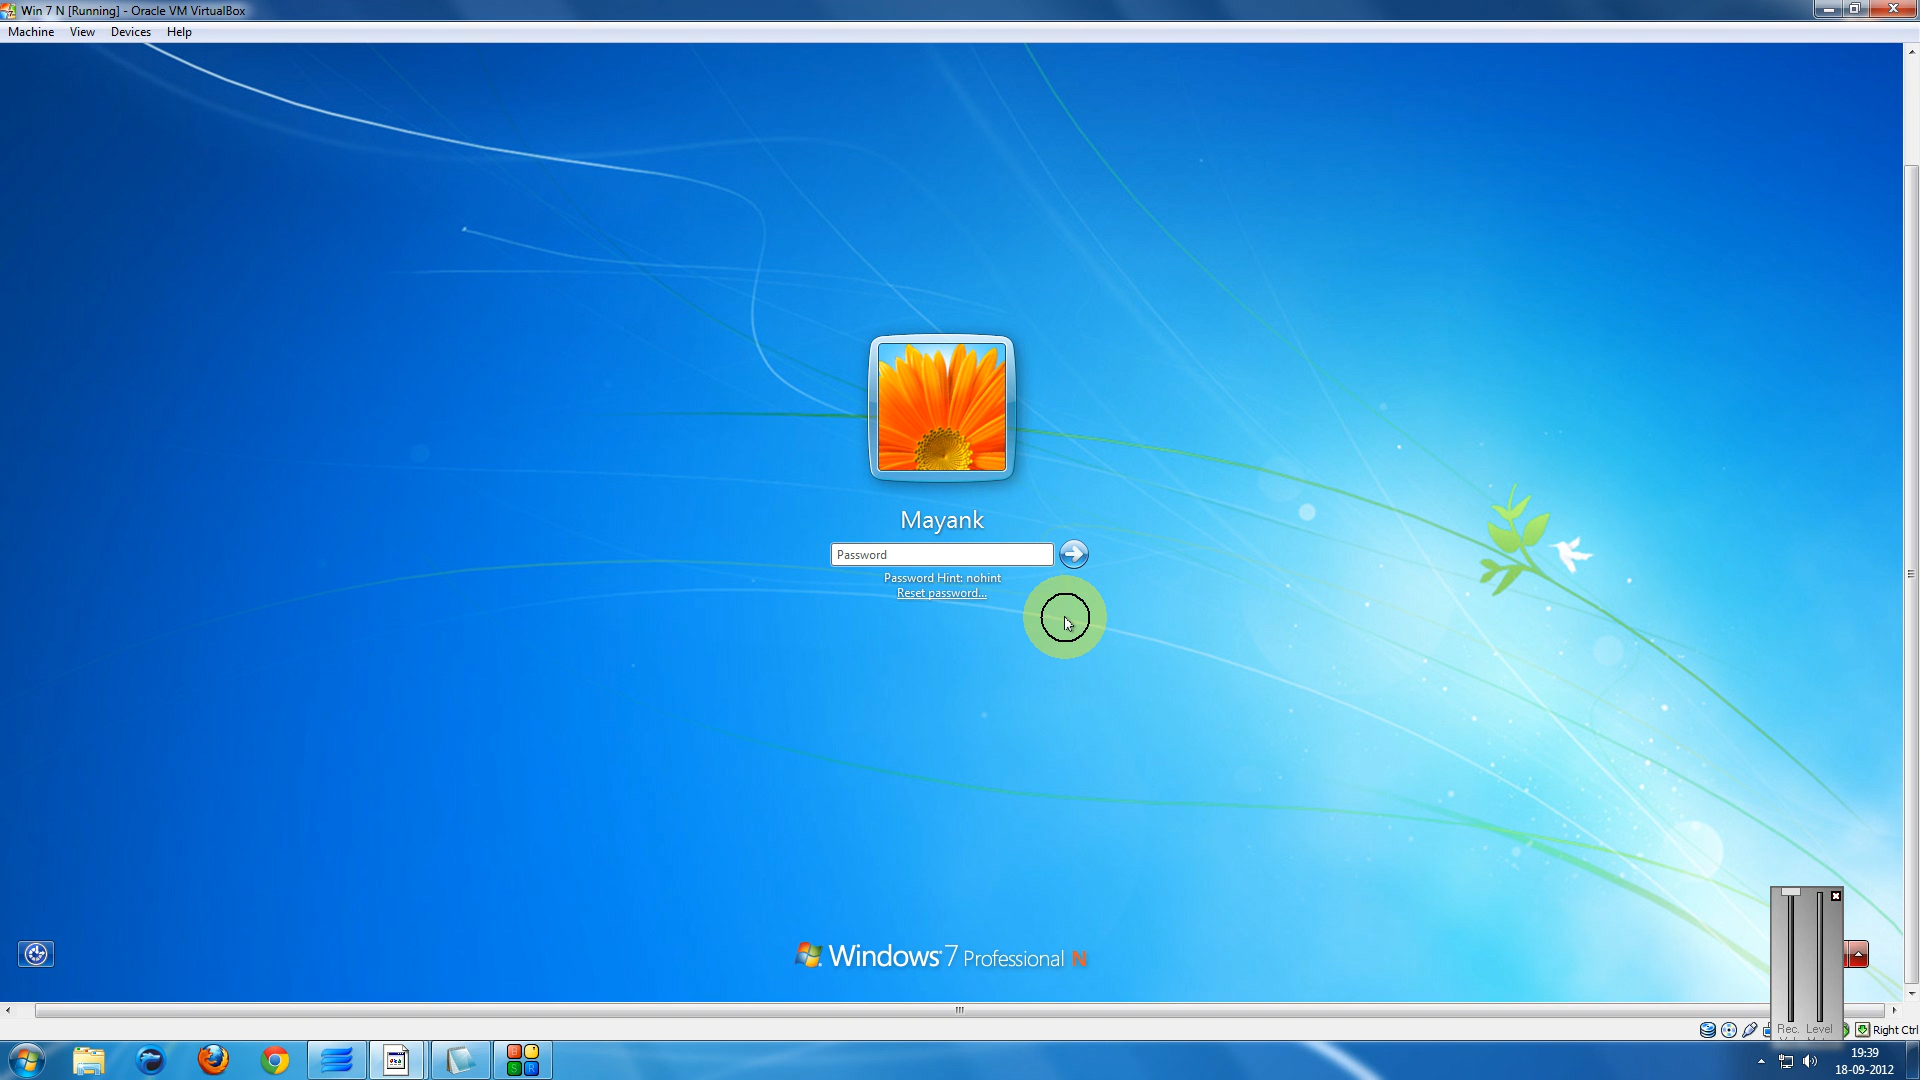 Win 7 N [Running] - Oracle VM VirtualBox
Machine View Devices Help
Mayank
Password
Password Hint: nohint
Reset password...
Windows 7 Professional N
Rec. Level
Right Ctrl
19:39
18-09-2012